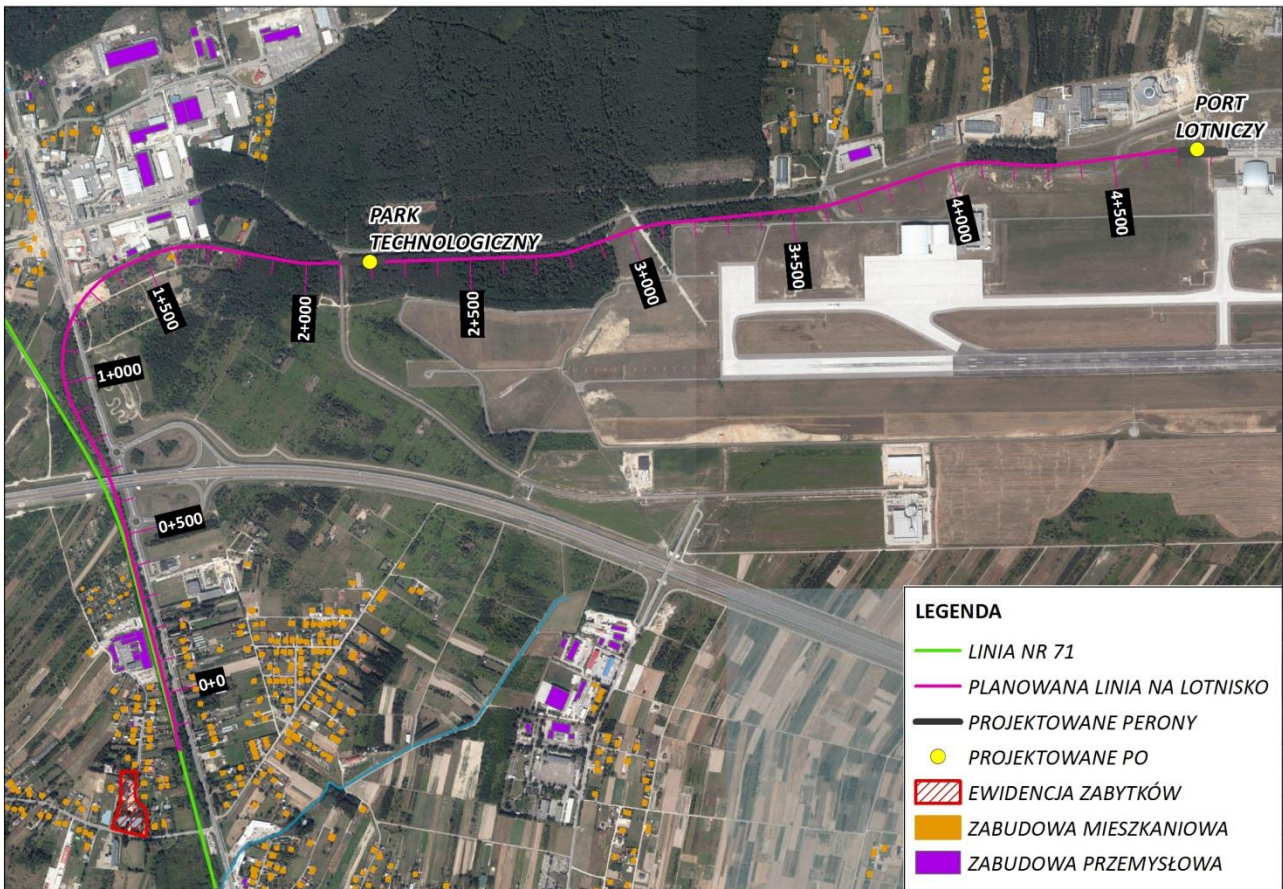 PORT
LOTNICZY
PARK
TECHNOLOGICZNY
4+500
4+000
3+500
3+000
2+500
2+000
1+500
1+000
0+500
0+0
LEGENDA
LINIA NR 71
PLANOWANA LINIA NA LOTNISKO
PROJEKTOWANE PERONY
PROJEKTOWANE PO
EWIDENCJA ZABYTKÓW
ZABUDOWA MIESZKANIOWA
ZABUDOWA PRZEMYSŁOWA